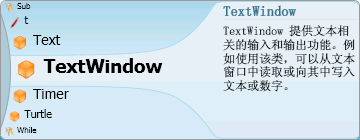 Sub
t
Text
TextWindow
Timer
Turtle
While
TextWindow
TextWindow 提供文本相
关的输入和输出功能。例
如使用该类，可以从文本
窗口中读取或向其中写入
文本或数字。